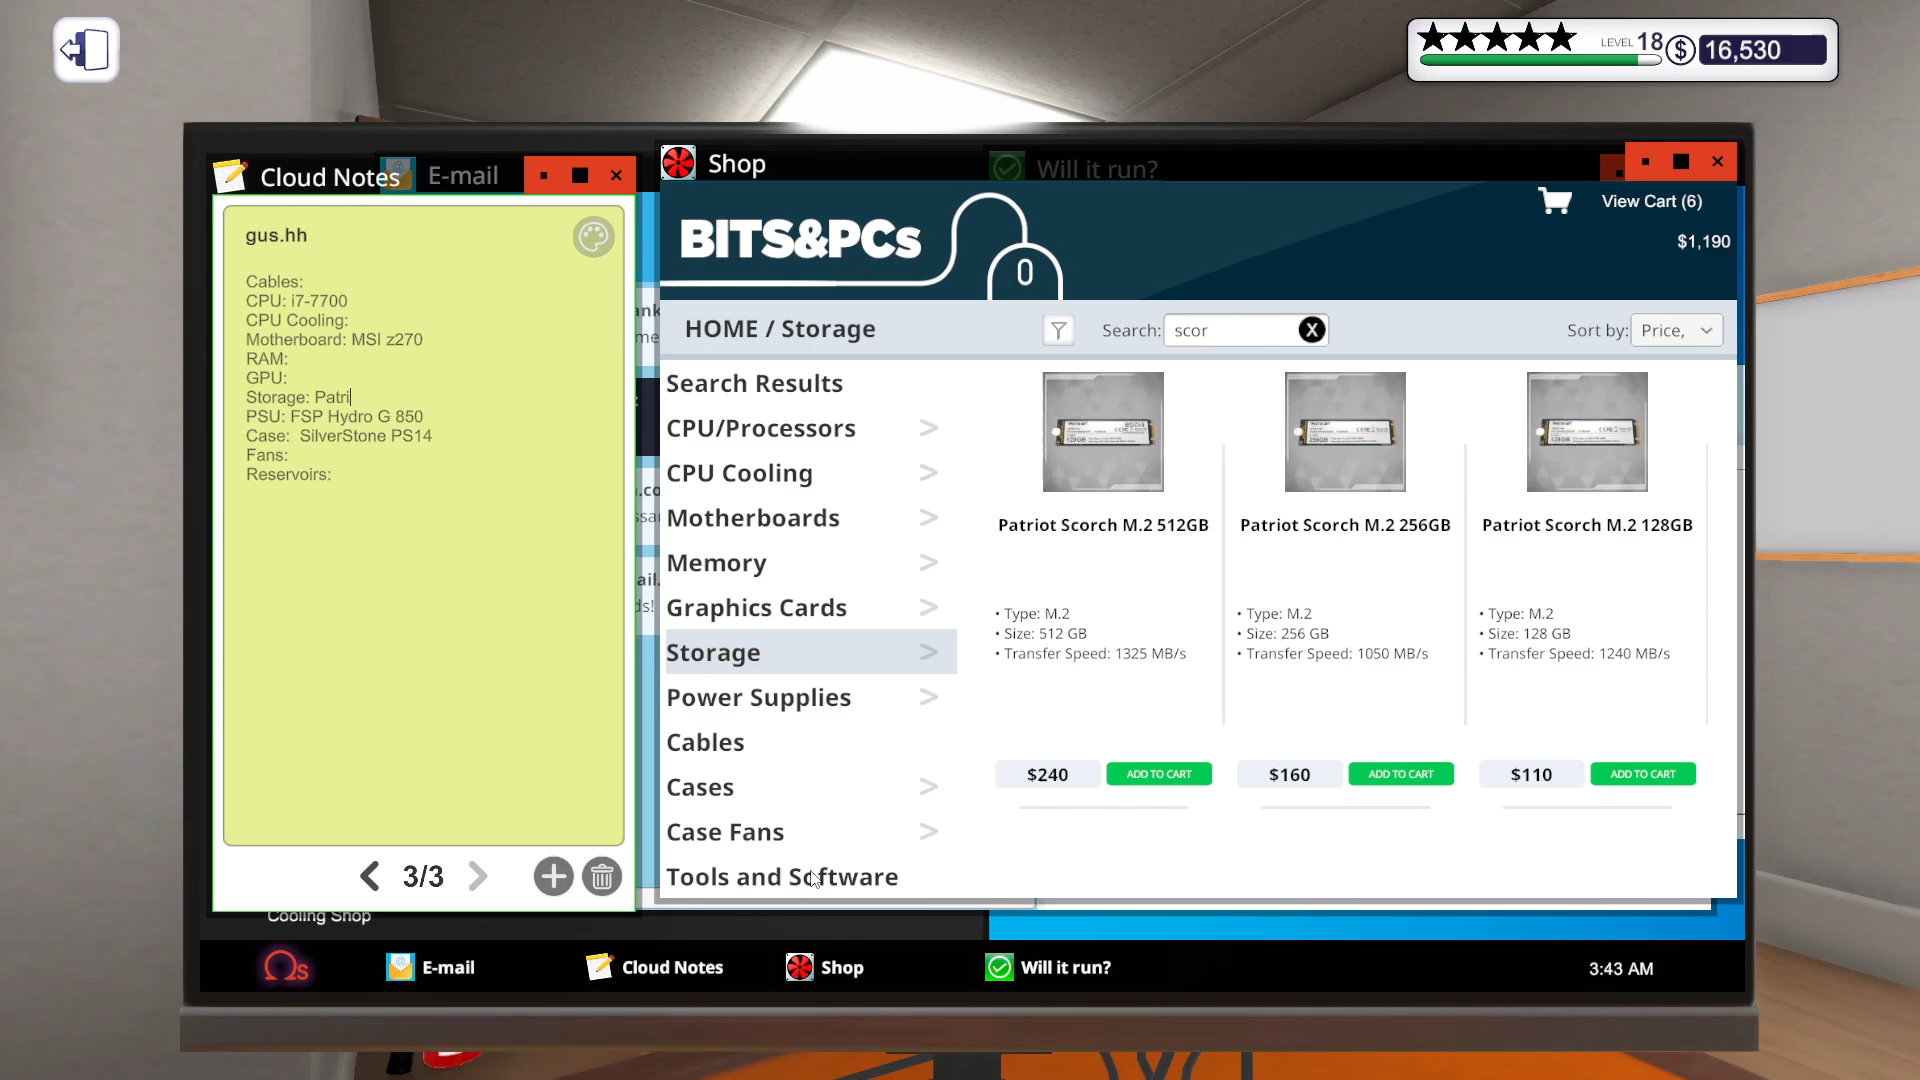 LEVEL 18
$ 16,530
Cloud Notes
E-mail
Shop
Will it run?
gus.hh
Cables:
CPU: i7-7700
CPU Cooling:
Motherboard: MSI z270
RAM:
GPU:
Storage: Patri
PSU: FSP Hydro G 850
Case: SilverStone PS14
Fans:
Reservoirs:
3/3
Cooling Shop
BITS&PCs
View Cart (6)
$1,190
HOME / Storage
Search: scor X
Sort by: Price,
Search Results
CPU/Processors >
CPU Cooling >
Motherboards >
Memory >
Graphics Cards >
Storage >
Power Supplies >
Cables
Cases >
Case Fans >
Tools and Software
Patriot Scorch M.2 512GB
• Type: M.2
• Size: 512 GB
• Transfer Speed: 1325 MB/s
$240 ADD TO CART
Patriot Scorch M.2 256GB
• Type: M.2
• Size: 256 GB
• Transfer Speed: 1050 MB/s
$160 ADD TO CART
Patriot Scorch M.2 128GB
• Type: M.2
• Size: 128 GB
• Transfer Speed: 1240 MB/s
$110 ADD TO CART
Ωs
E-mail
Cloud Notes
Shop
Will it run?
3:43 AM